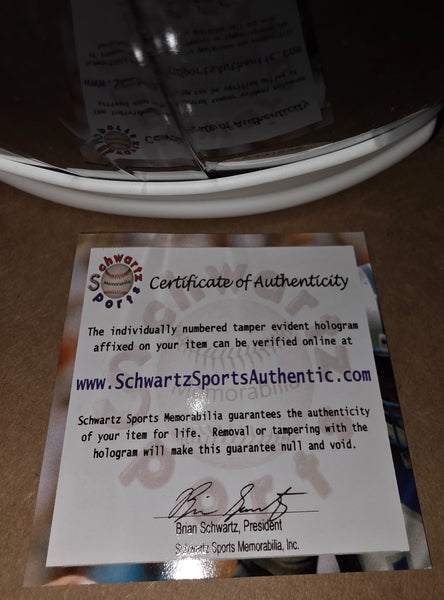 Schwartz
Memorabilia
Sports
Certificate of Authenticity
The individually numbered tamper evident hologram
affixed on your item can be verified online at
www.SchwartzSportsAuthentic.com
Schwartz Sports Memorabilia guarantees the authenticity
of your item for life. Removal or tampering with the
hologram will make this guarantee null and void.
Brian Schwartz, President
Schwartz Sports Memorabilia, Inc.